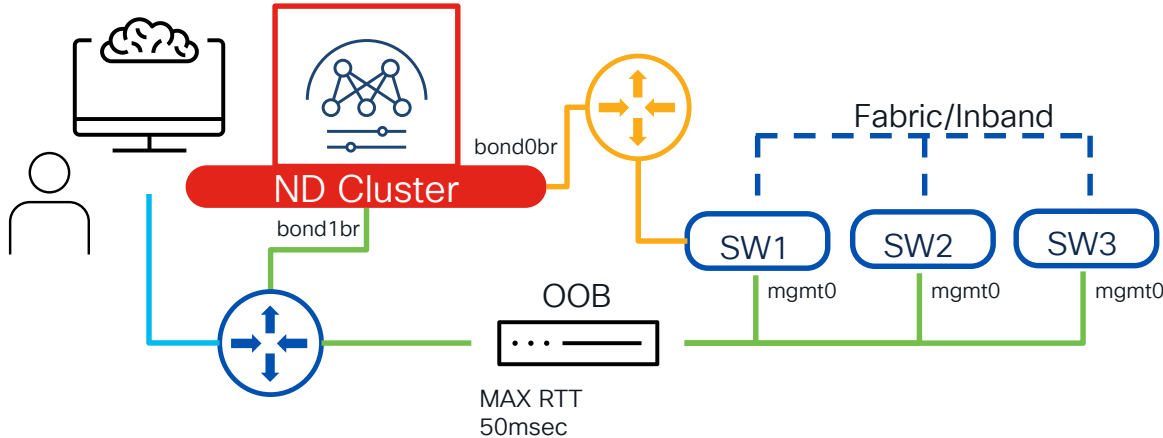 Fabric/Inband
bond0br
ND Cluster
bond1br
SW1
SW2
SW3
mgmt0
mgmt0
mgmt0
OOB
MAX RTT
50msec